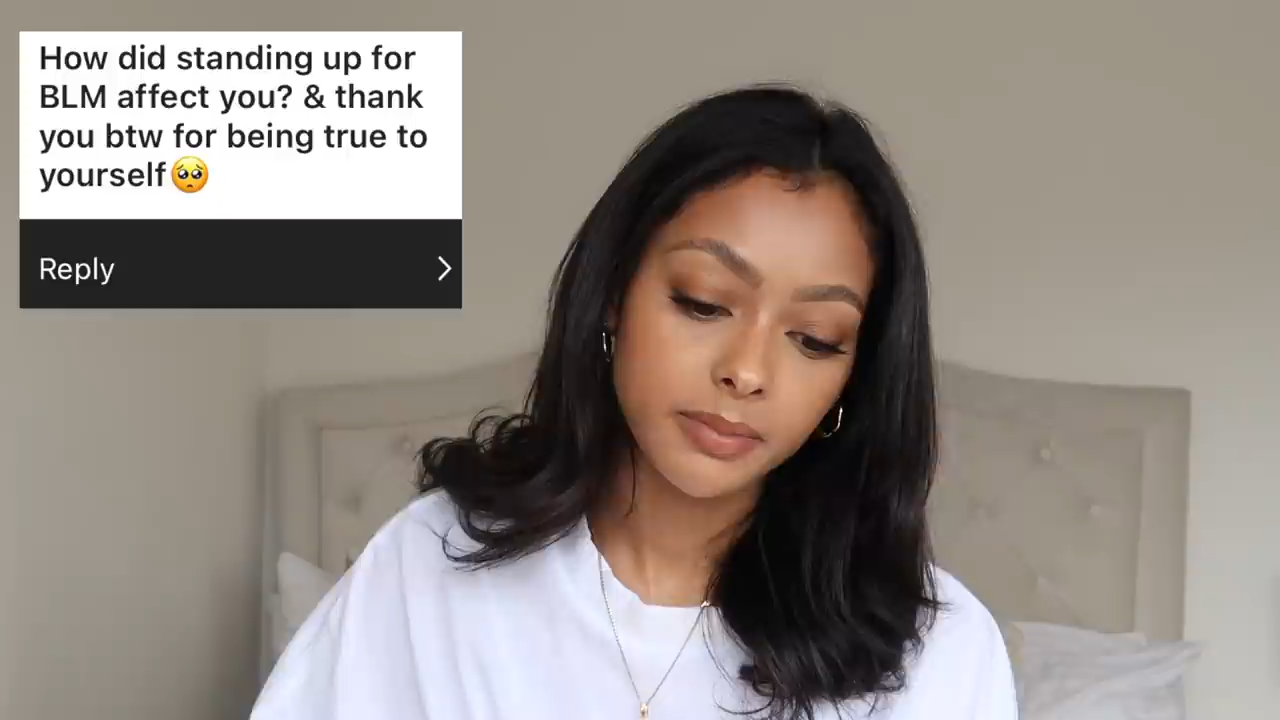 How did standing up for
BLM affect you? & thank
you btw for being true to
yourself🥺
Reply